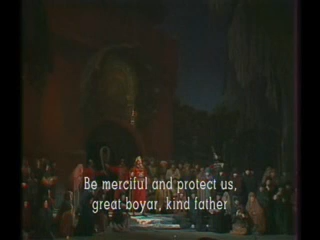 Be merciful and protect us,
great boyar, kind father